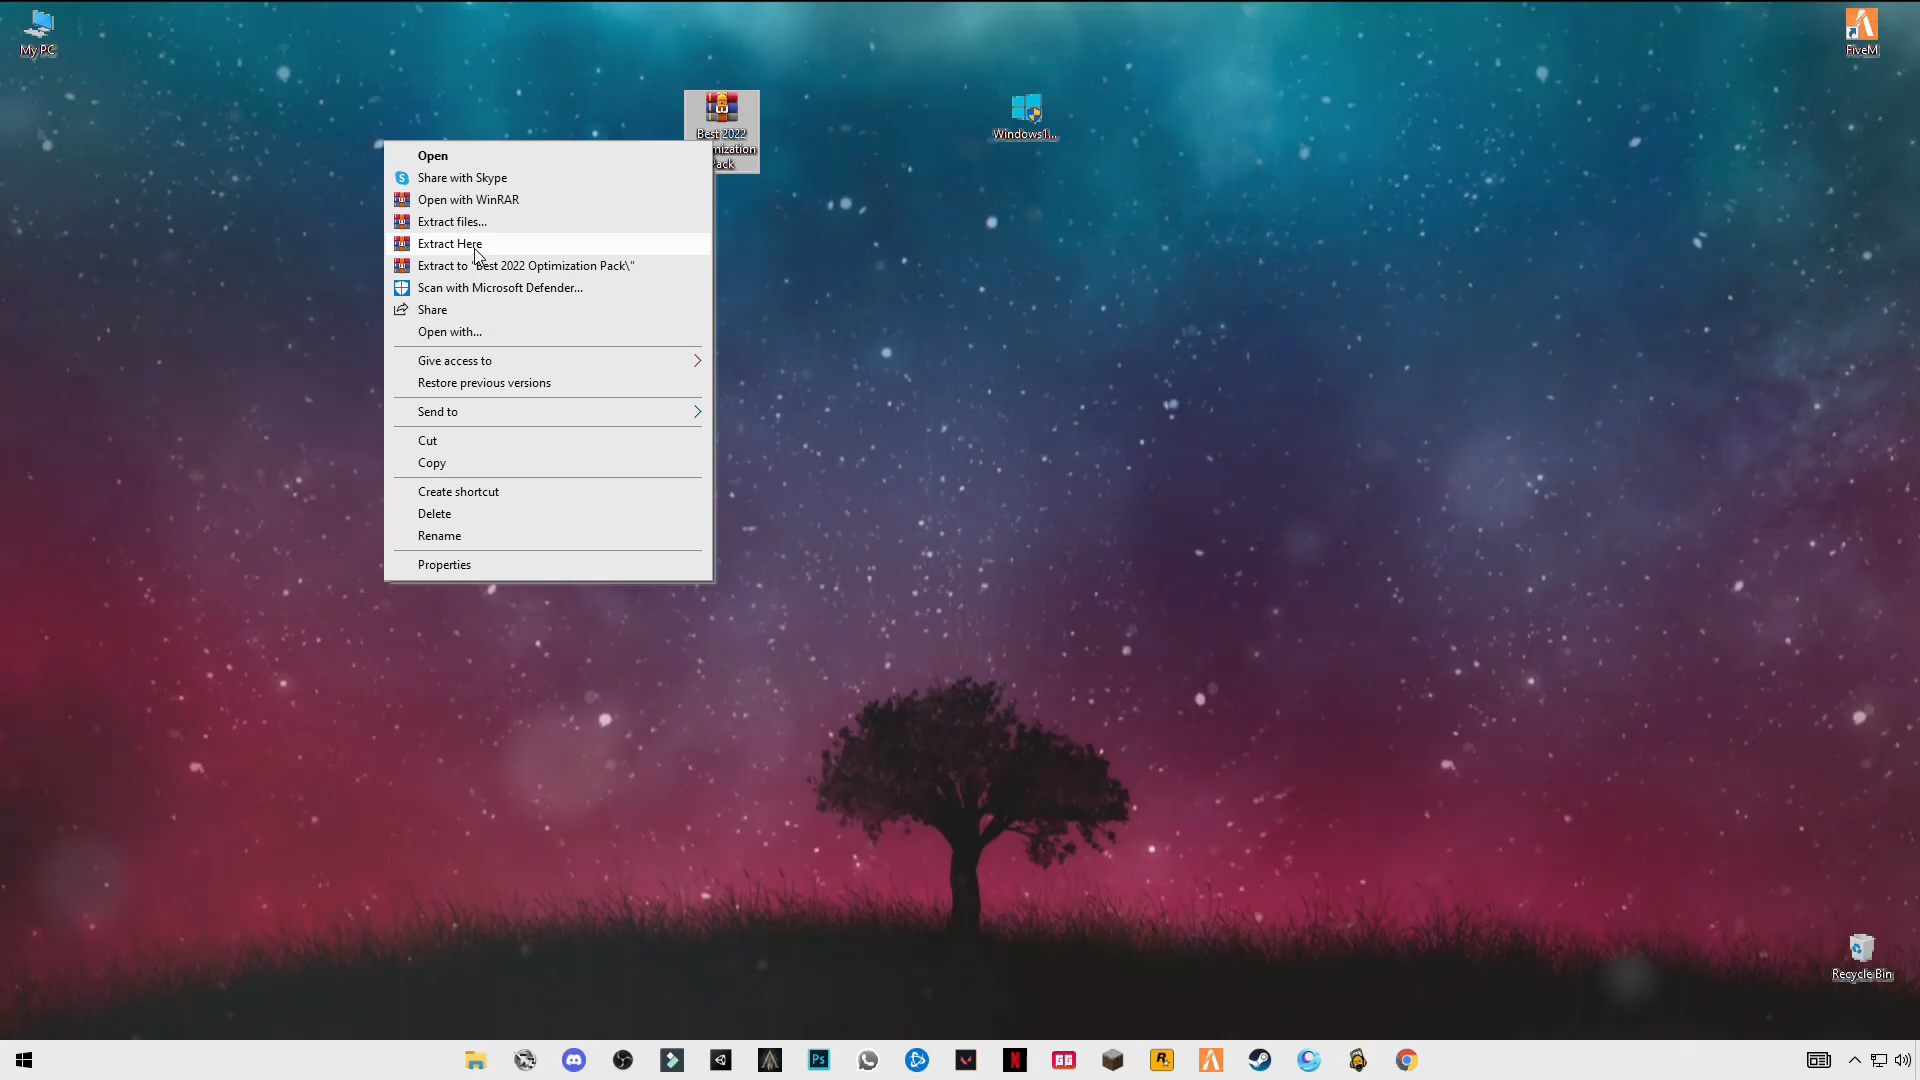 My PC
FiveM
Best 2022
mization
Pack
Windows1...
Open
Share with Skype
Open with WinRAR
Extract files...
Extract Here
Extract to "Best 2022 Optimization Pack\"
Scan with Microsoft Defender...
Share
Open with...
Give access to
Restore previous versions
Send to
Cut
Copy
Create shortcut
Delete
Rename
Properties
Recycle Bin
Ps
N
R